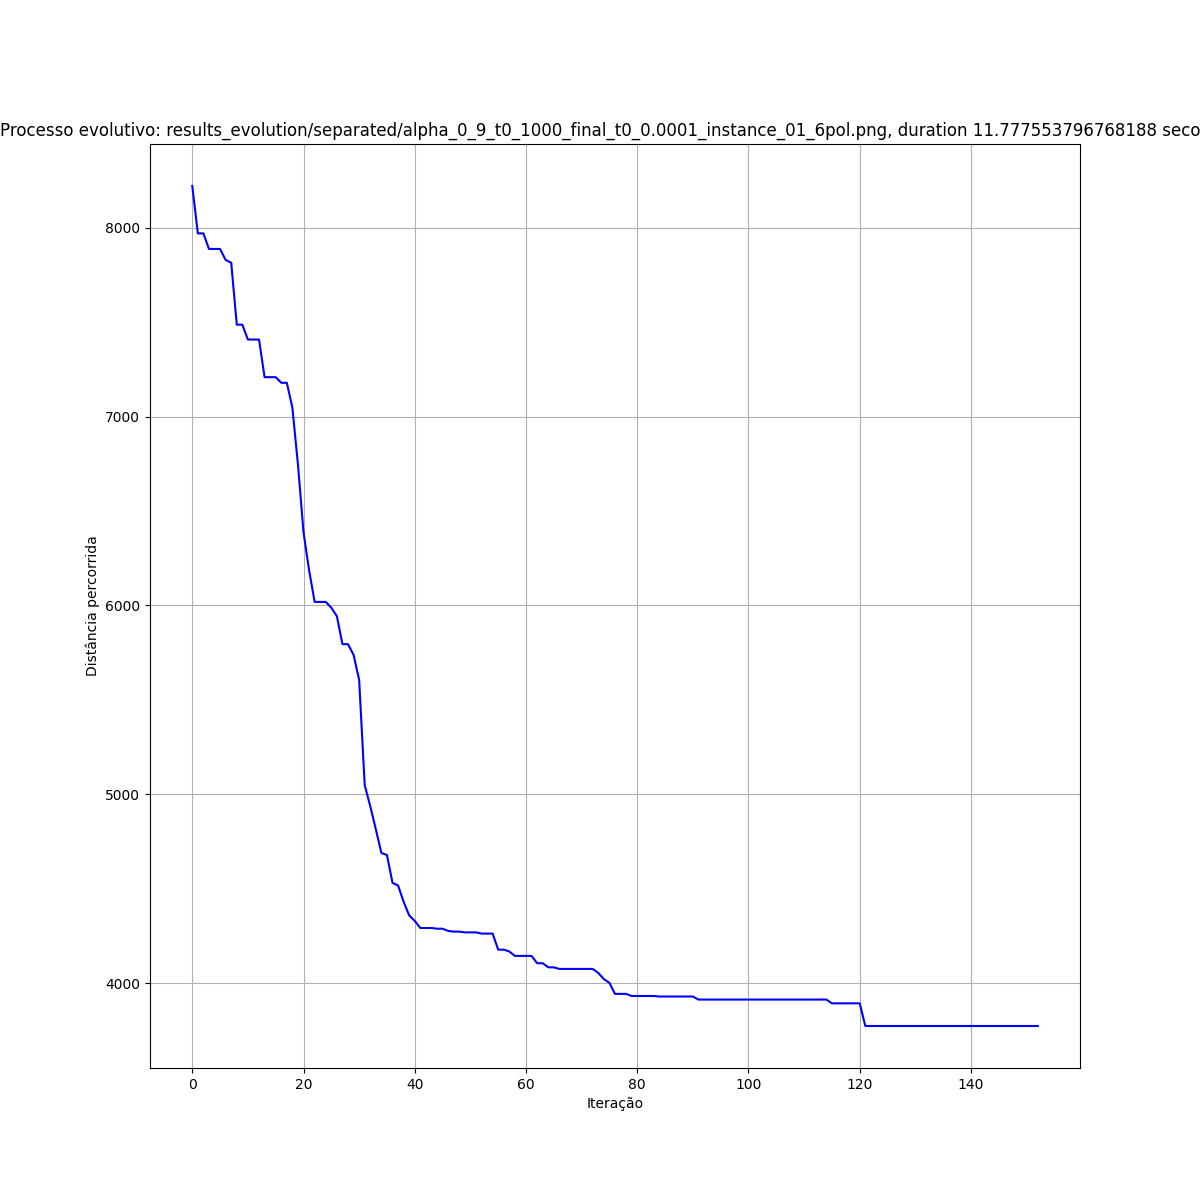 Processo evolutivo: results_evolution/separated/alpha_0_9_t0_1000_final_t0_0.0001_instance_01_6pol.png, duration 11.777553796768188 seco
8000
7000
6000
5000
4000
Distância percorrida
0 20 40 60 80 100 120 140
Iteração